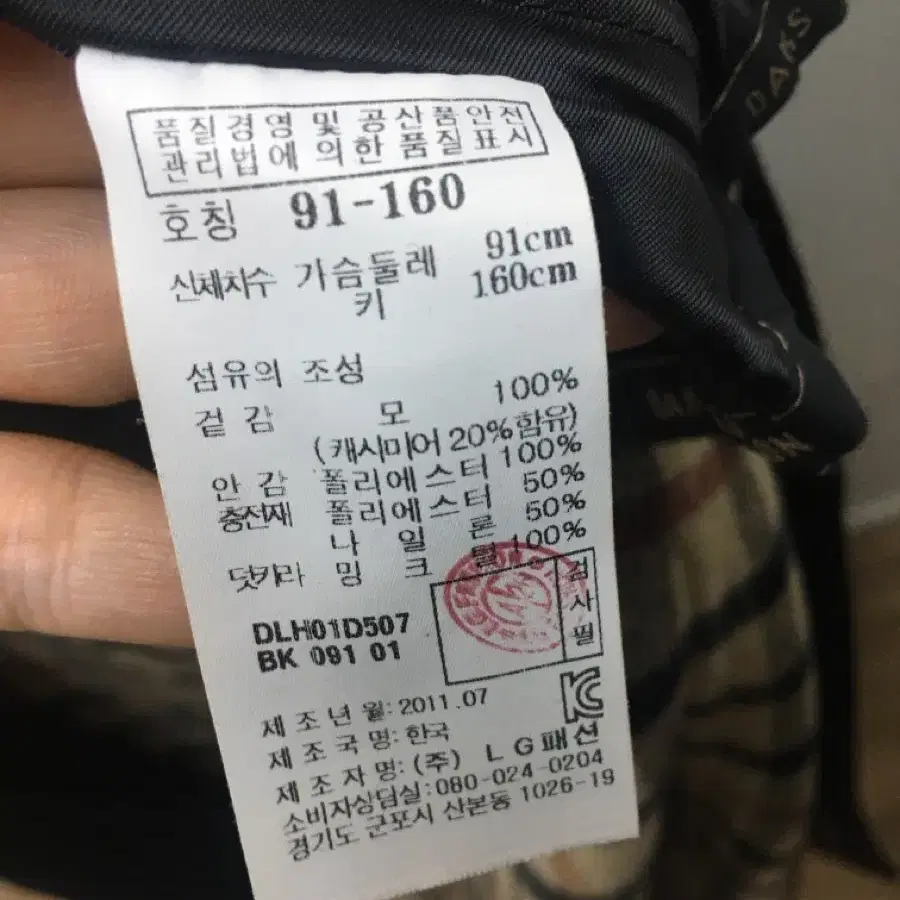 DAKS
품질경영 및 공산품안전
관리법에 의한 품질표시
호칭 91-160
신체치수 가슴둘레 91cm
키 160cm
섬유의 조성
겉 감 모 100%
(캐시미어 20%함유)
안 감 폴리에스터 100%
충전재 폴리에스터 50%
나 일 론 50%
덧카라 밍 크 털 100%
검사필
DLH01D507
BK 091 01
제 조 년 월: 2011.07
제 조 국 명: 한국
제 조 자 명: (주) L G 패션
소비자상담실: 080-024-0204
경기도 군포시 산본동 1026-19